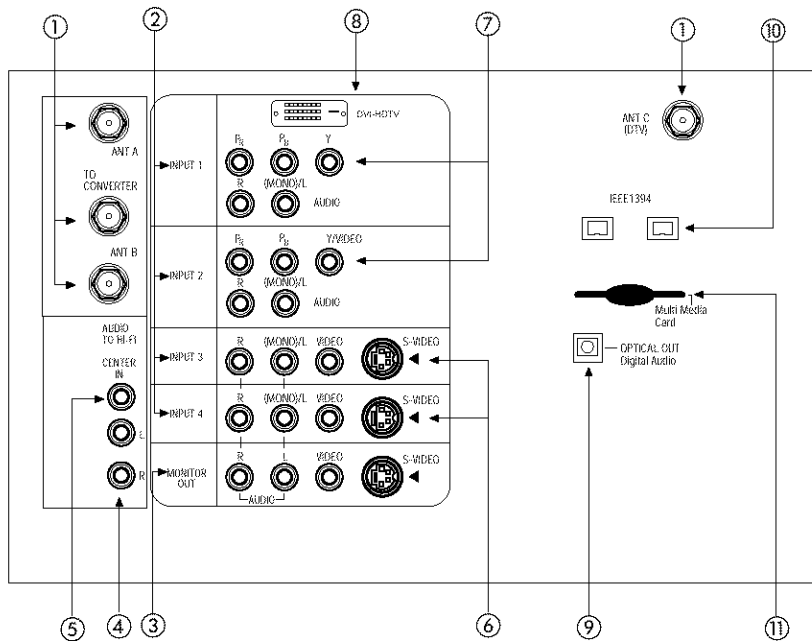 ① ② ⑧ ⑦ ① ⑩
ANT A
TO
CONVERTER
ANT B
AUDIO
TO HI-FI
CENTER
IN
L
R
DVI-HDTV
INPUT 1
PR PB Y
R (MONO)/L AUDIO
INPUT 2
PR PB Y/VIDEO
R (MONO)/L AUDIO
INPUT 3
R (MONO)/L VIDEO S-VIDEO
INPUT 4
R (MONO)/L VIDEO S-VIDEO
MONITOR
OUT
R L VIDEO S-VIDEO
AUDIO
ANT C
(DTV)
IEEE1394
Multi Media
Card
OPTICAL OUT
Digital Audio
⑤ ④ ③ ⑥ ⑨ ⑪